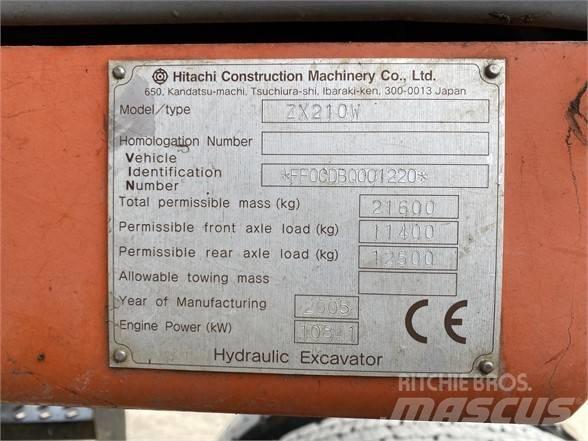 Hitachi Construction Machinery Co., Ltd.
650, Kandatsu-machi, Tsuchiura-shi, Ibaraki-ken, 300-0013 Japan
Model/type ZX210W
Homologation Number
Vehicle
Identification *FF0GDBQ001220*
Number
Total permissible mass (kg) 21600
Permissible front axle load (kg) 11400
Permissible rear axle load (kg) 12600
Allowable towing mass
Year of Manufacturing 2005
Engine Power (kW)
CE
Hydraulic Excavator
RITCHIE BROS.
MASCUS